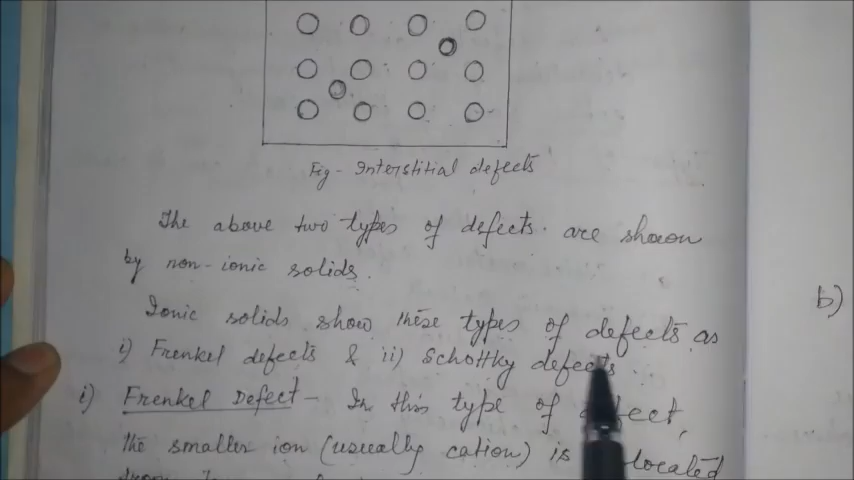 Fig - Interstitial defects
The above two types of defects. are shown
by non-ionic solids.
Ionic solids show these types of defects as
i) Frenkel defects & ii) Schottky defects.
i) Frenkel Defect - In this type of defect,
the smaller ion (usually cation) is located
b)